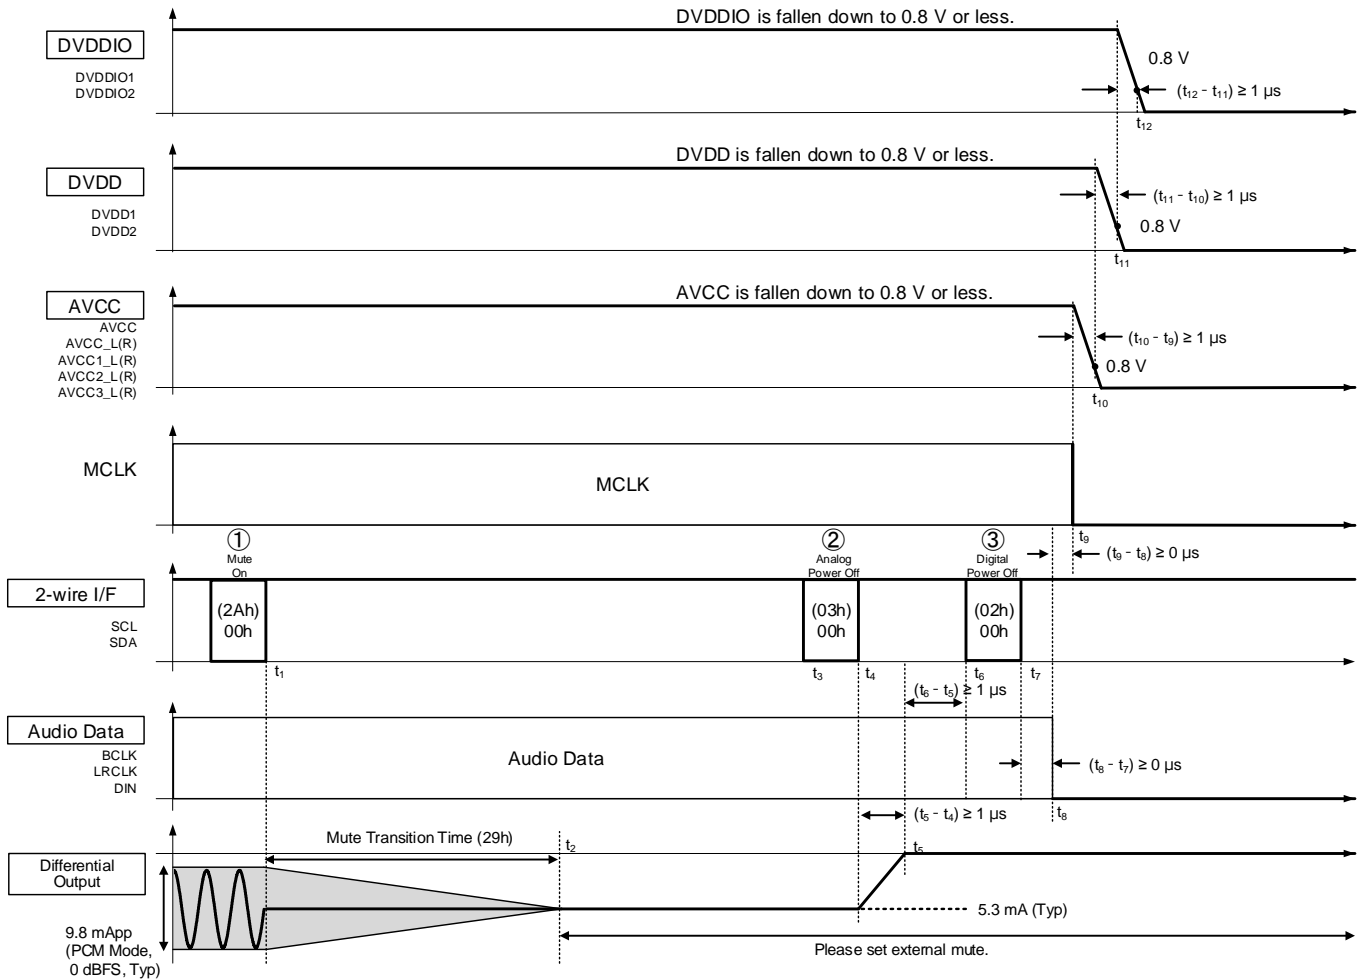 DVDDIO is fallen down to 0.8 V or less.
DVDDIO
DVDDIO1
DVDDIO2
0.8 V
(t12 - t11) ≥ 1 µs
t12
DVDD is fallen down to 0.8 V or less.
DVDD
DVDD1
DVDD2
(t11 - t10) ≥ 1 µs
0.8 V
t11
AVCC is fallen down to 0.8 V or less.
AVCC
AVCC
AVCC_L(R)
AVCC1_L(R)
AVCC2_L(R)
AVCC3_L(R)
(t10 - t9) ≥ 1 µs
0.8 V
t10
MCLK
MCLK
t9
(t9 - t8) ≥ 0 µs
①
Mute
On
②
Analog
Power Off
③
Digital
Power Off
2-wire I/F
SCL
SDA
(2Ah)
00h
(03h)
00h
(02h)
00h
t1
t3
t4
t6
t7
(t6 - t5) ≥ 1 µs
Audio Data
BCLK
LRCLK
DIN
Audio Data
(t8 - t7) ≥ 0 µs
(t5 - t4) ≥ 1 µs
t8
Mute Transition Time (29h)
t2
t5
Differential
Output
5.3 mA (Typ)
9.8 mApp
(PCM Mode,
0 dBFS, Typ)
Please set external mute.